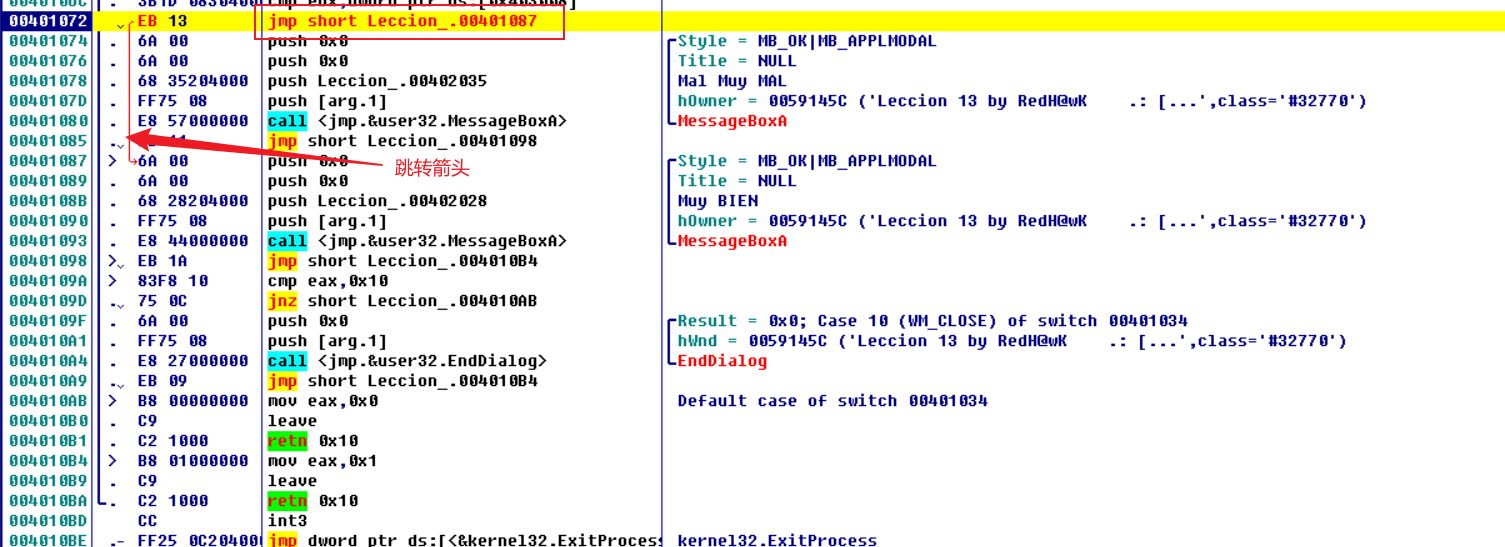 00401072 . EB 13 jmp short Leccion_.00401087
00401074 . 6A 00 push 0x0 Style = MB_OK|MB_APPLMODAL
00401076 . 6A 00 push 0x0 Title = NULL
00401078 . 68 35204000 push Leccion_.00402035 Mal Muy MAL
0040107D . FF75 08 push [arg.1] hOwner = 0059145C ('Leccion 13 by RedH@wK .: [...',class='#32770')
00401080 . E8 57000000 call <jmp.&user32.MessageBoxA> MessageBoxA
00401085 . jmp short Leccion_.00401098
00401087 > 6A 00 push 0x0 Style = MB_OK|MB_APPLMODAL
跳转箭头
00401089 . 6A 00 push 0x0 Title = NULL
0040108B . 68 28204000 push Leccion_.00402028 Muy BIEN
00401090 . FF75 08 push [arg.1] hOwner = 0059145C ('Leccion 13 by RedH@wK .: [...',class='#32770')
00401093 . E8 44000000 call <jmp.&user32.MessageBoxA> MessageBoxA
00401098 > EB 1A jmp short Leccion_.004010B4
0040109A > 83F8 10 cmp eax,0x10
0040109D . 75 0C jnz short Leccion_.004010AB
0040109F . 6A 00 push 0x0 Result = 0x0; Case 10 (WM_CLOSE) of switch 00401034
004010A1 . FF75 08 push [arg.1] hWnd = 0059145C ('Leccion 13 by RedH@wK .: [...',class='#32770')
004010A4 . E8 27000000 call <jmp.&user32.EndDialog> EndDialog
004010A9 . EB 09 jmp short Leccion_.004010B4
004010AB > B8 00000000 mov eax,0x0 Default case of switch 00401034
004010B0 . C9 leave
004010B1 . C2 1000 retn 0x10
004010B4 > B8 01000000 mov eax,0x1
004010B9 . C9 leave
004010BA . C2 1000 retn 0x10
004010BD CC int3
004010BE .- FF25 0C20400 jmp dword ptr ds:[<&kernel32.ExitProces kernel32.ExitProcess